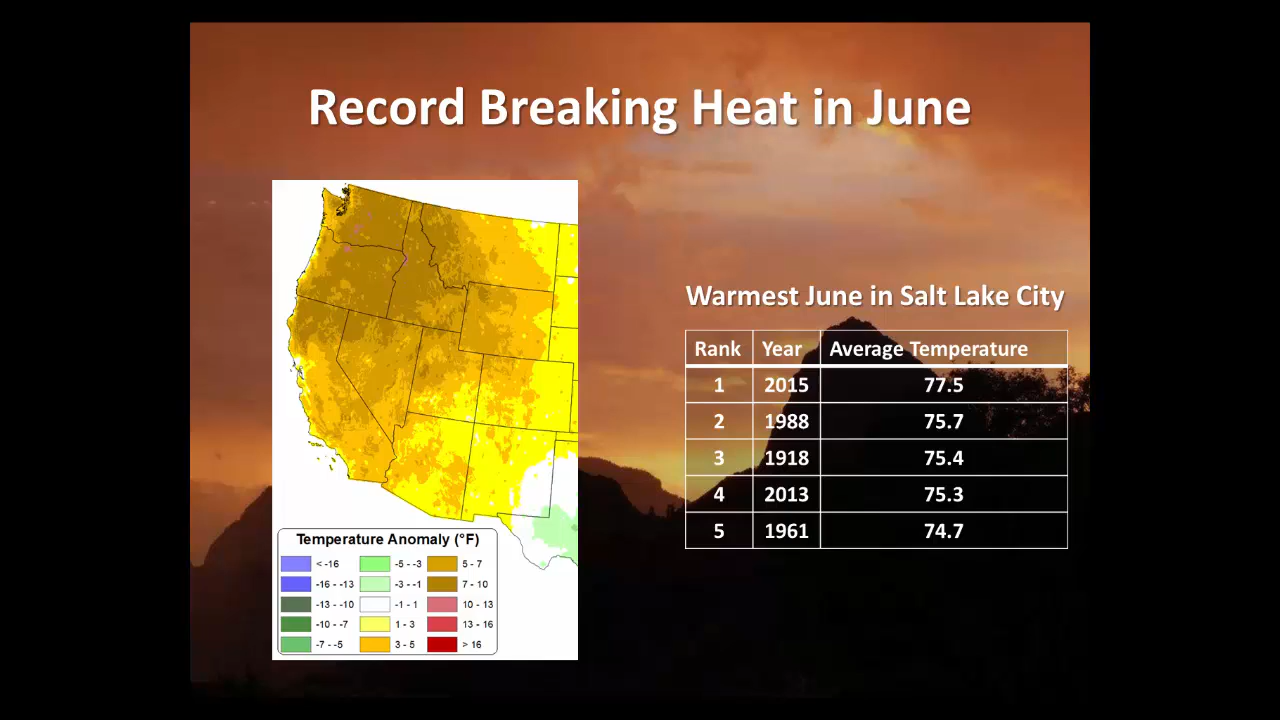 Record Breaking Heat in June
Temperature Anomaly (°F)
< -16 -5 - -3 5 - 7
-16 - -13 -3 - -1 7 - 10
-13 - -10 -1 - 1 10 - 13
-10 - -7 1 - 3 13 - 16
-7 - -5 3 - 5 > 16
Warmest June in Salt Lake City
Rank Year Average Temperature
1 2015 77.5
2 1988 75.7
3 1918 75.4
4 2013 75.3
5 1961 74.7